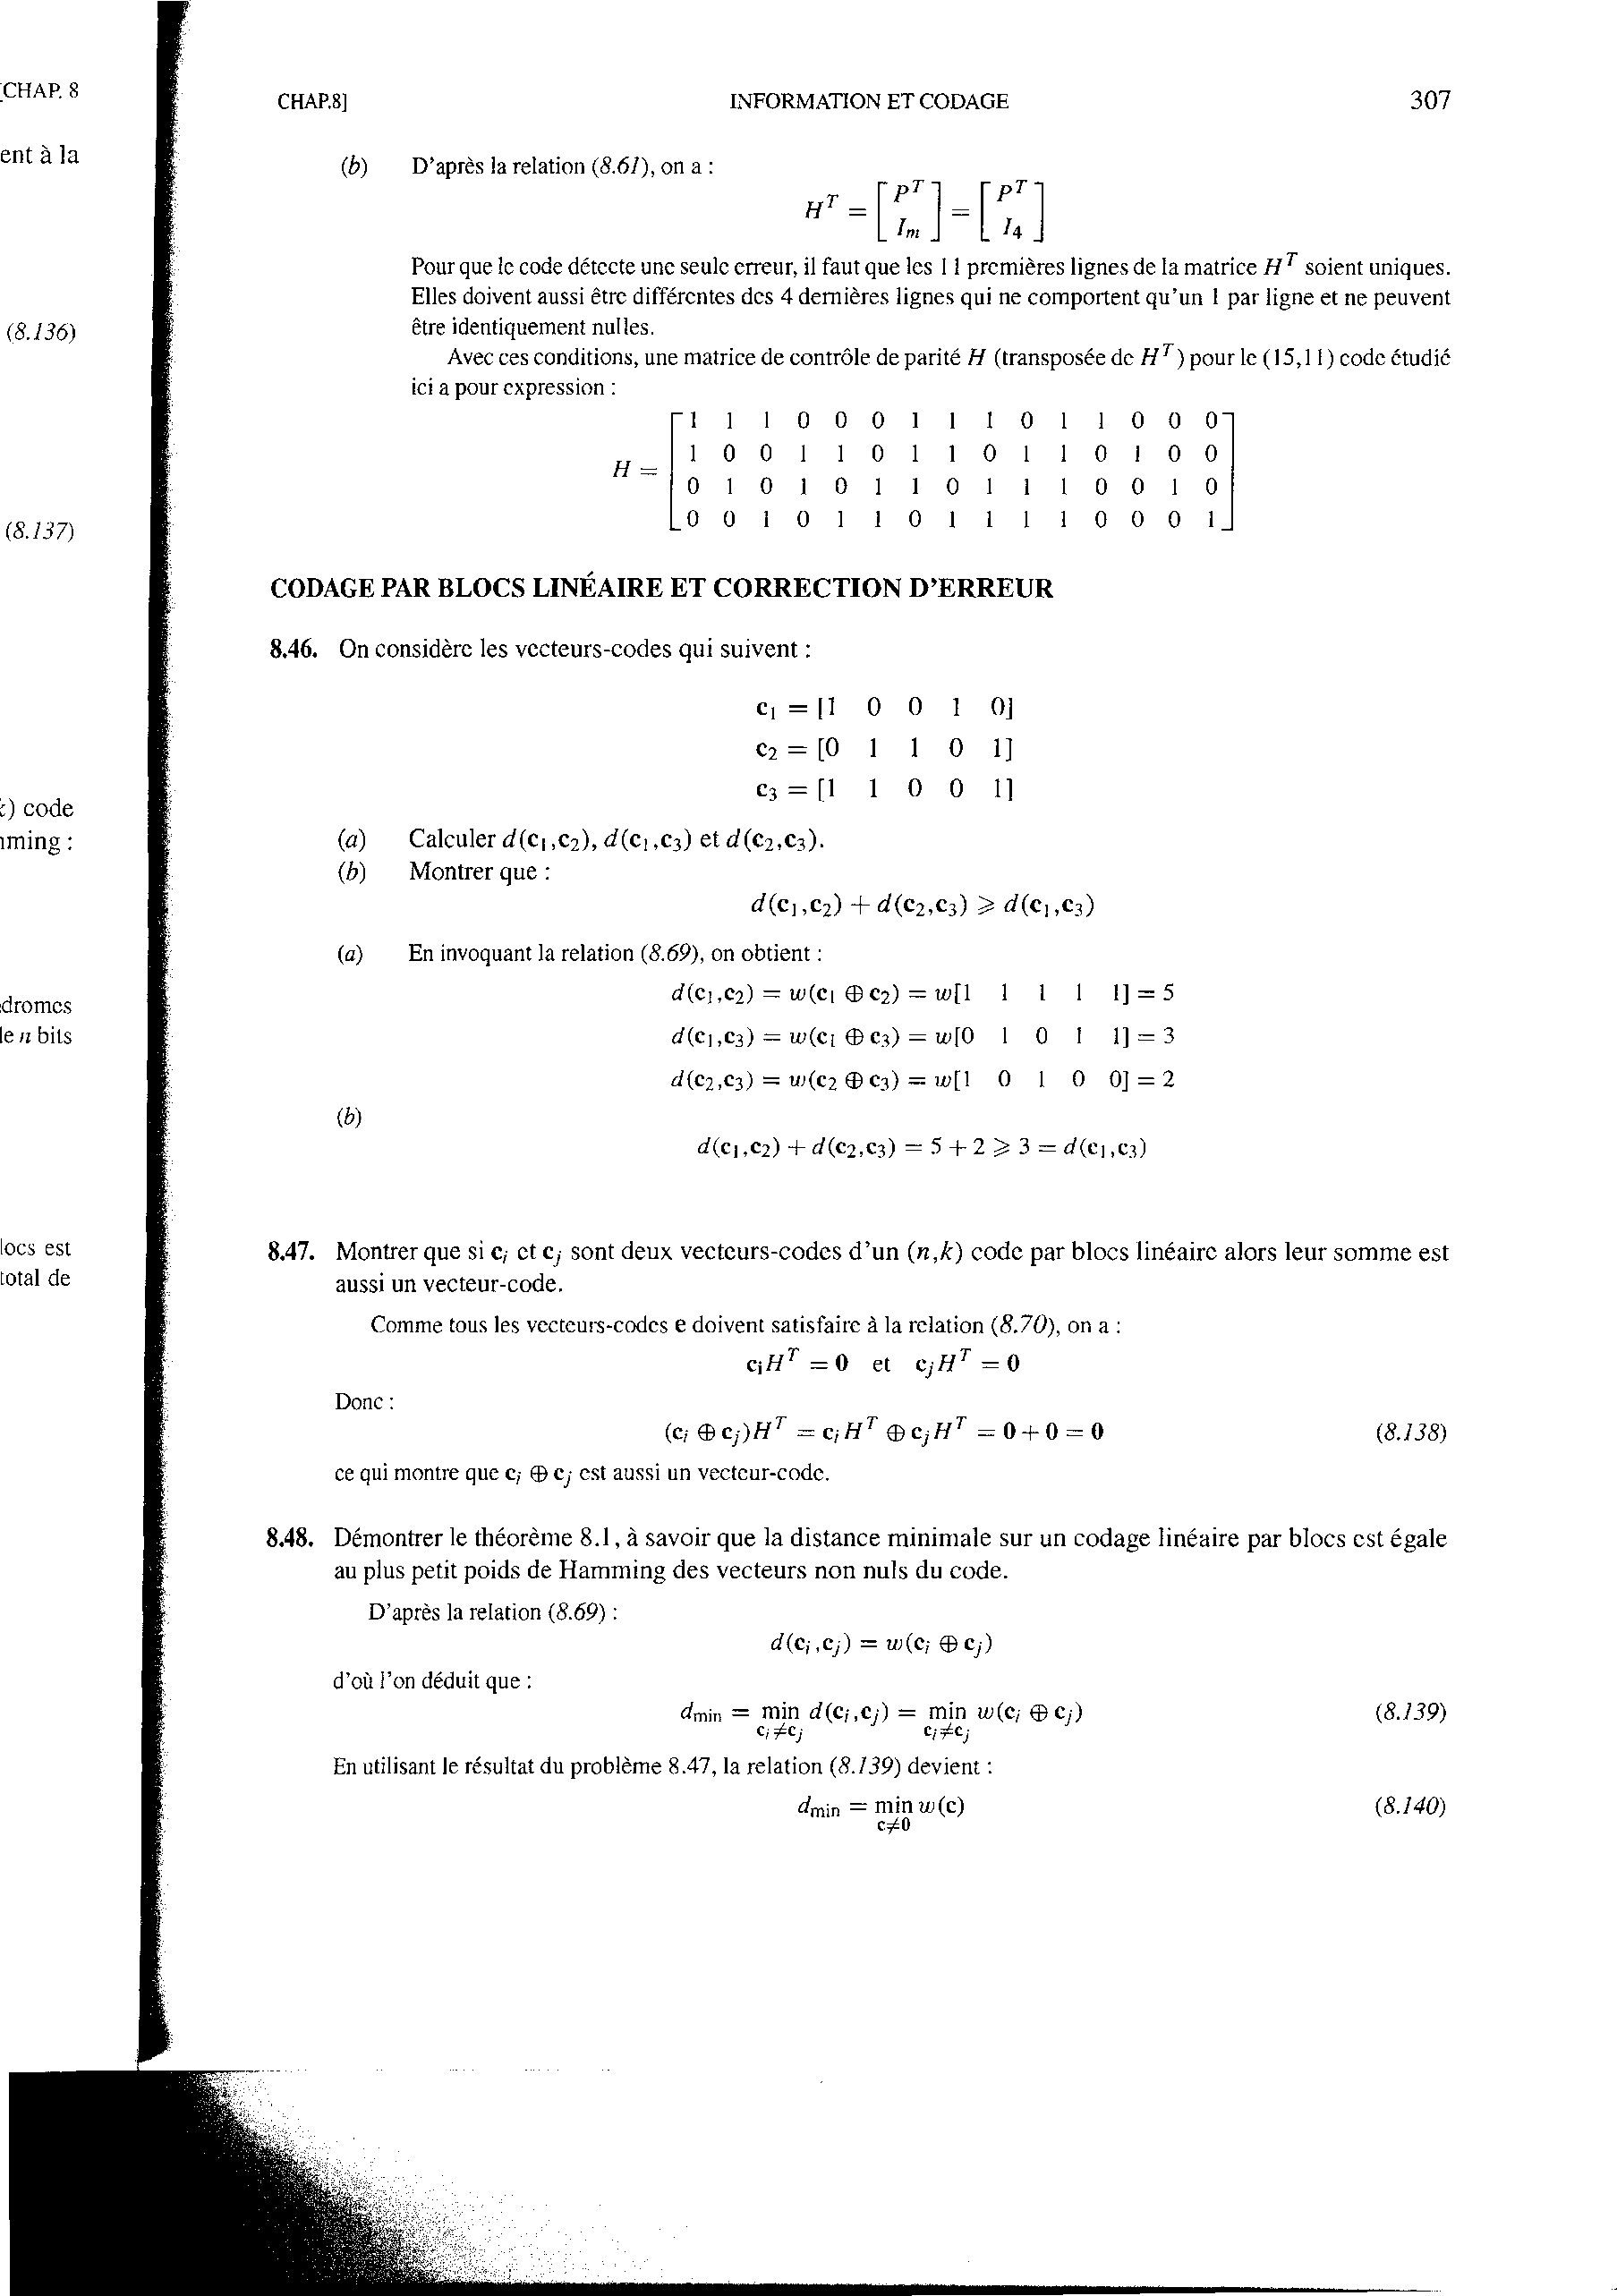 [CHAP. 8
ent à la
(8.136)
(8.137)
) code
ming :
dromes
le n bits
locs est
total de
CHAP.8]
INFORMATION ET CODAGE
307
(b) D'après la relation (8.61), on a :
H^T = [P^T I_m] = [P^T I_4]
Pour que le code détecte une seule erreur, il faut que les 11 premières lignes de la matrice H^T soient uniques.
Elles doivent aussi être différentes des 4 dernières lignes qui ne comportent qu'un 1 par ligne et ne peuvent
être identiquement nulles.
Avec ces conditions, une matrice de contrôle de parité H (transposée de H^T) pour le (15,11) code étudié
ici a pour expression :
H =
1 1 1 0 0 0 1 1 1 0 1 1 0 0 0
1 0 0 1 1 0 1 1 0 1 1 0 1 0 0
0 1 0 1 0 1 1 0 1 1 1 0 0 1 0
0 0 1 0 1 1 0 1 1 1 1 0 0 0 1
CODAGE PAR BLOCS LINÉAIRE ET CORRECTION D'ERREUR
8.46. On considère les vecteurs-codes qui suivent :
c1 = [1 0 0 1 0]
c2 = [0 1 1 0 1]
c3 = [1 1 0 0 1]
(a) Calculer d(c1,c2), d(c1,c3) et d(c2,c3).
(b) Montrer que :
d(c1,c2) + d(c2,c3) ⩾ d(c1,c3)
(a) En invoquant la relation (8.69), on obtient :
d(c1,c2) = w(c1 ⊕ c2) = w[1 1 1 1 1] = 5
d(c1,c3) = w(c1 ⊕ c3) = w[0 1 0 1 1] = 3
d(c2,c3) = w(c2 ⊕ c3) = w[1 0 1 0 0] = 2
(b)
d(c1,c2) + d(c2,c3) = 5 + 2 ⩾ 3 = d(c1,c3)
8.47. Montrer que si ci et cj sont deux vecteurs-codes d'un (n,k) code par blocs linéaire alors leur somme est
aussi un vecteur-code.
Comme tous les vecteurs-codes e doivent satisfaire à la relation (8.70), on a :
ciH^T = 0 et cjH^T = 0
Donc :
(ci ⊕ cj)H^T = ciH^T ⊕ cjH^T = 0 + 0 = 0 (8.138)
ce qui montre que ci ⊕ cj est aussi un vecteur-code.
8.48. Démontrer le théorème 8.1, à savoir que la distance minimale sur un codage linéaire par blocs est égale
au plus petit poids de Hamming des vecteurs non nuls du code.
D'après la relation (8.69) :
d(ci,cj) = w(ci ⊕ cj)
d'où l'on déduit que :
dmin = min d(ci,cj) = min w(ci ⊕ cj) (8.139)
ci≠cj ci≠cj
En utilisant le résultat du problème 8.47, la relation (8.139) devient :
dmin = min w(c) (8.140)
c≠0